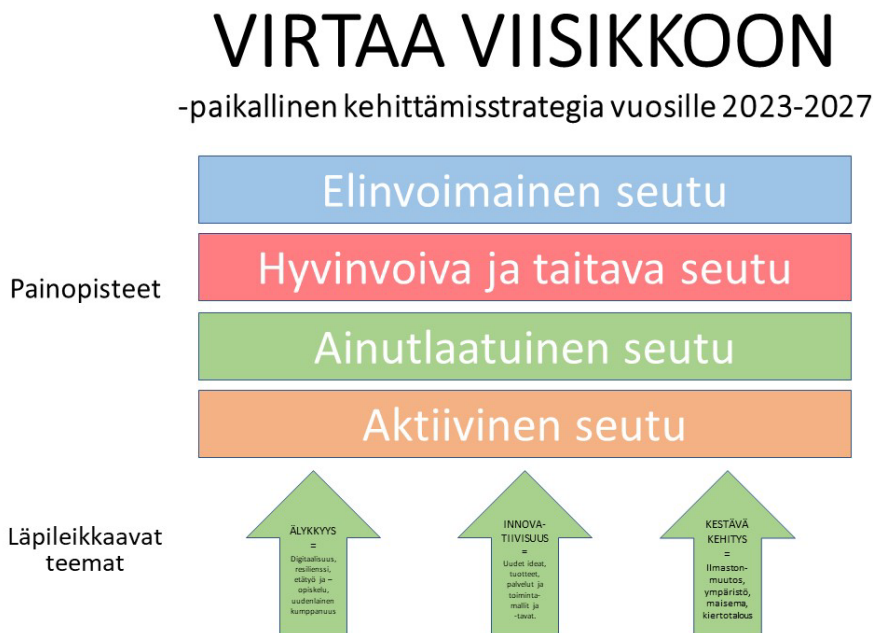 VIRTAA VIISIKKOON
-paikallinen kehittämisstrategia vuosille 2023-2027
Painopisteet
Elinvoimainen seutu
Hyvinvoiva ja taitava seutu
Ainutlaatuinen seutu
Aktiivinen seutu
Läpileikkaavat
teemat
ÄLYKKYYS
=
Digitaalisuus,
resilienssi,
etätyö ja –
opiskelu,
uudenlainen
kumppanuus
INNOVA-
TIIVISUUS
=
Uudet ideat,
tuotteet,
palvelut ja
toiminta-
mallit ja
-tavat.
KESTÄVÄ
KEHITYS
=
Ilmaston-
muutos,
ympäristö,
maisema,
kiertotalous